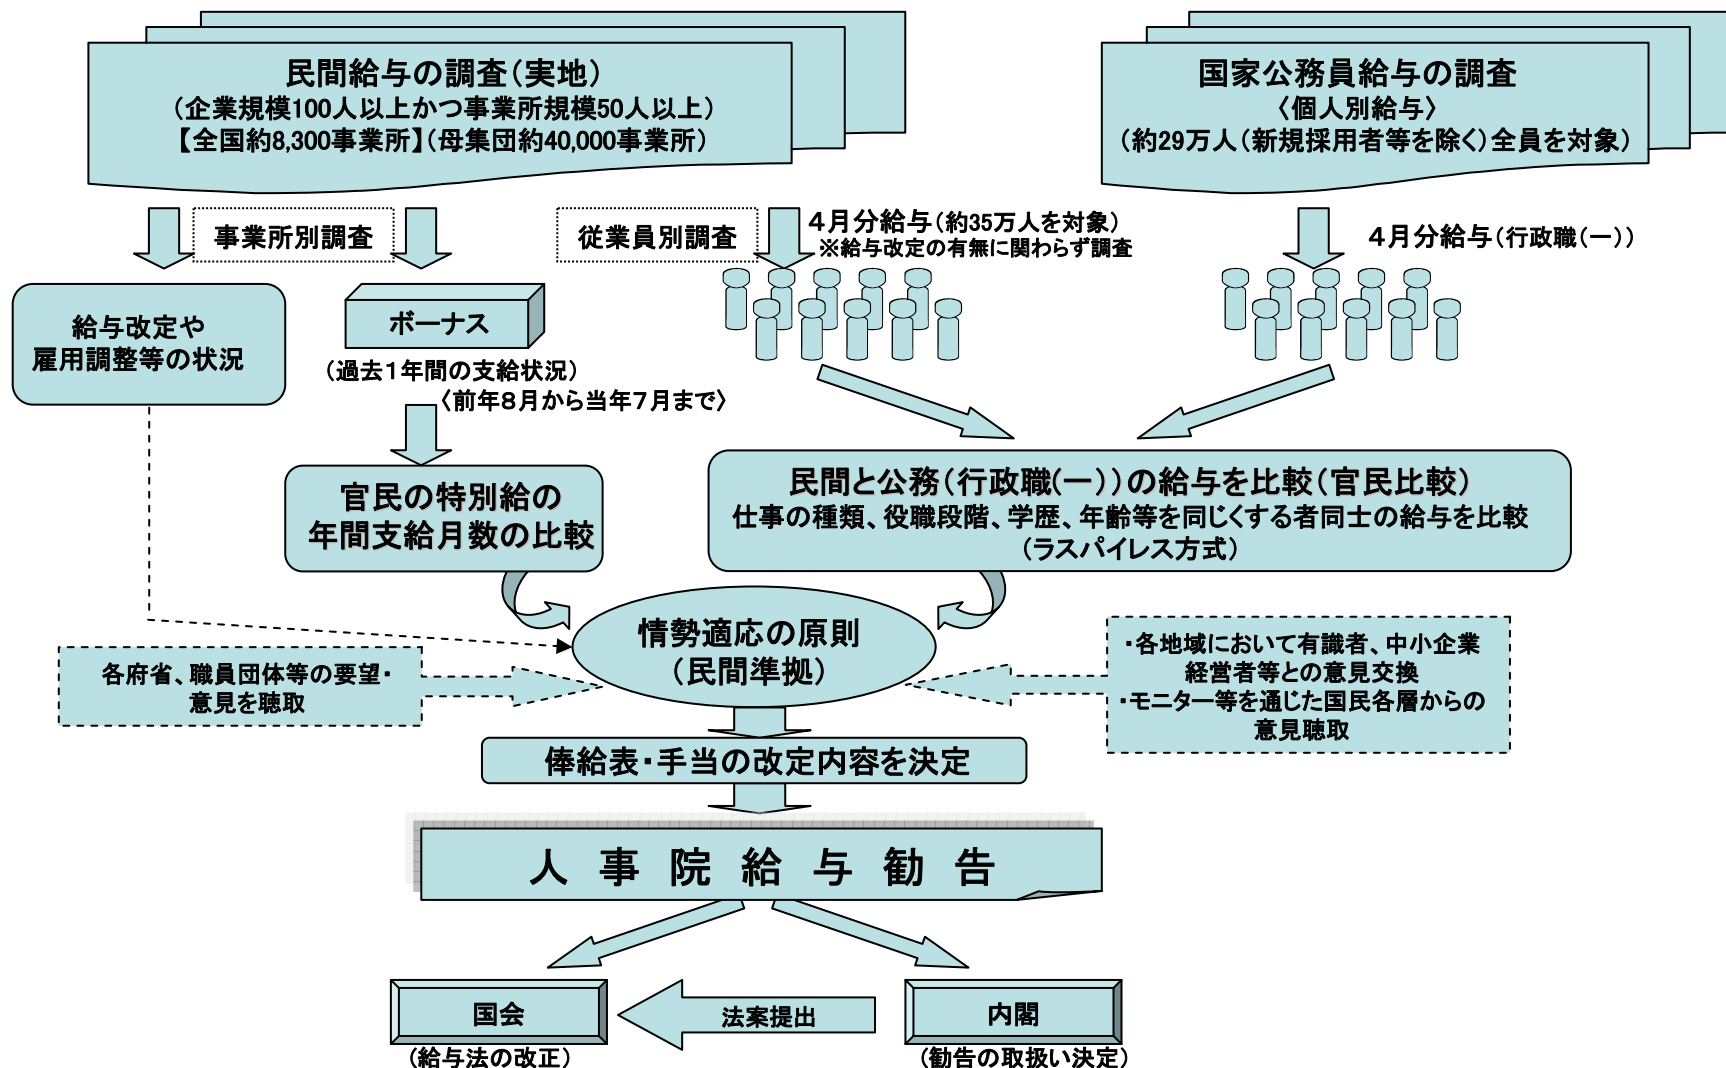 民間給与の調査（実地）
（企業規模100人以上かつ事業所規模50人以上）
【全国約8,300事業所】（母集団約40,000事業所）
国家公務員給与の調査
〈個人別給与〉
（約29万人（新規採用者等を除く）全員を対象）
事業所別調査
従業員別調査
４月分給与（約35万人を対象）
※給与改定の有無に関わらず調査
４月分給与（行政職（一））
給与改定や
雇用調整等の状況
ボーナス
（過去１年間の支給状況）
〈前年８月から当年７月まで〉
官民の特別給の
年間支給月数の比較
民間と公務（行政職(一)）の給与を比較（官民比較）
仕事の種類、役職段階、学歴、年齢等を同じくする者同士の給与を比較
（ラスパイレス方式）
情勢適応の原則
（民間準拠）
各府省、職員団体等の要望・
意見を聴取
・各地域において有識者、中小企業
経営者等との意見交換
・モニター等を通じた国民各層からの
意見聴取
俸給表・手当の改定内容を決定
人事院給与勧告
国会
（給与法の改正）
法案提出
内閣
（勧告の取扱い決定）